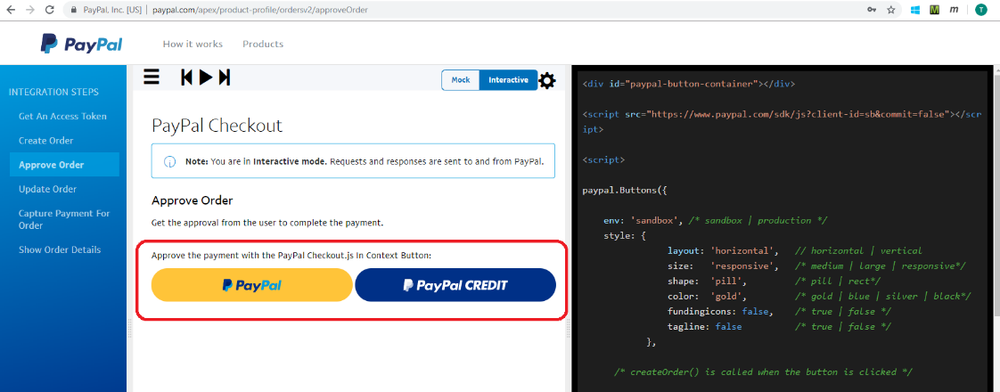 PayPal, Inc. [US] | paypal.com/apex/product-profile/ordersv2/approveOrder
T
PayPal
How it works
Products
INTEGRATION STEPS
Get An Access Token
Create Order
Approve Order
Update Order
Capture Payment For
Order
Show Order Details
Mock
Interactive
PayPal Checkout
Note: You are in Interactive mode. Requests and responses are sent to and from PayPal.
Approve Order
Get the approval from the user to complete the payment.
Approve the payment with the PayPal Checkout.js In Context Button:
PayPal
PayPal CREDIT
<div id="paypal-button-container"></div>
<script src="https://www.paypal.com/sdk/js?client-id=sb&commit=false"></scr
ipt>
<script>
paypal.Buttons({
env: 'sandbox', /* sandbox | production */
style: {
layout: 'horizontal', // horizontal | vertical
size: 'responsive', /* medium | large | responsive*/
shape: 'pill', /* pill | rect*/
color: 'gold', /* gold | blue | silver | black*/
fundingicons: false, /* true | false */
tagline: false /* true | false */
},
/* createOrder() is called when the button is clicked */